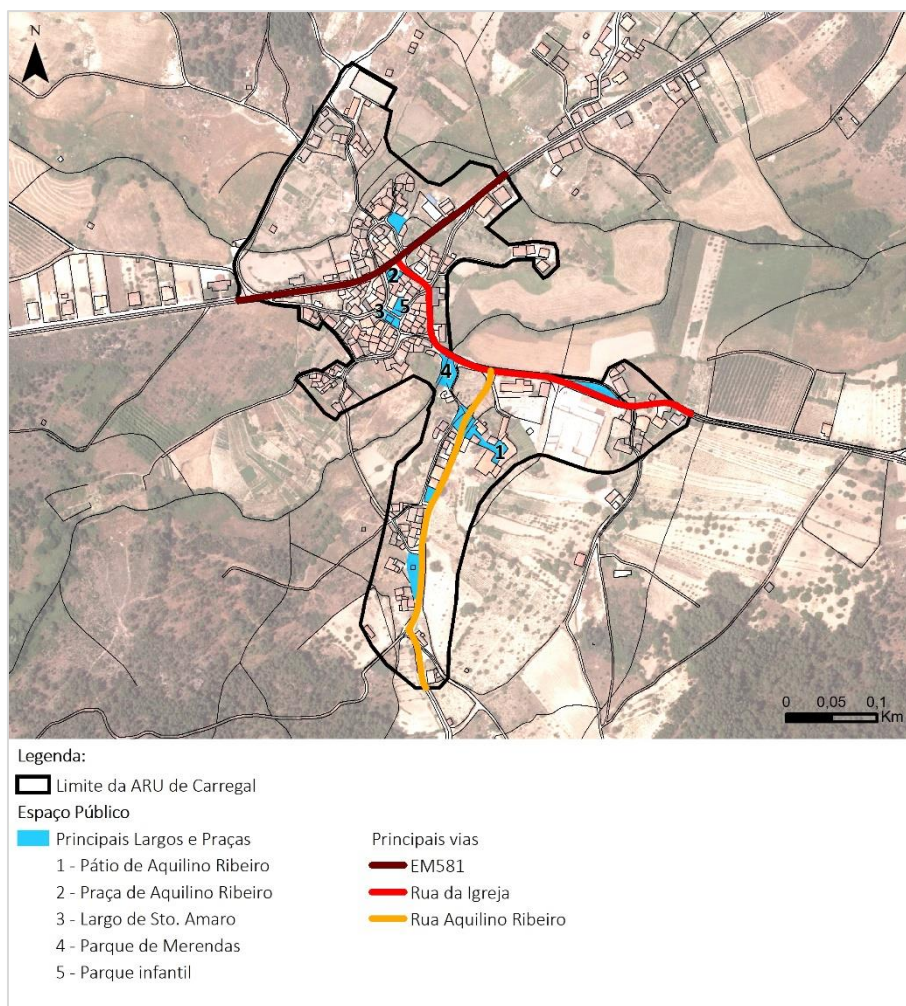 N
2
5
3
4
1
0 0,05 0,1
Km
Legenda:
Limite da ARU de Carregal
Espaço Público
Principais Largos e Praças
1 - Pátio de Aquilino Ribeiro
2 - Praça de Aquilino Ribeiro
3 - Largo de Sto. Amaro
4 - Parque de Merendas
5 - Parque infantil
Principais vias
EM581
Rua da Igreja
Rua Aquilino Ribeiro